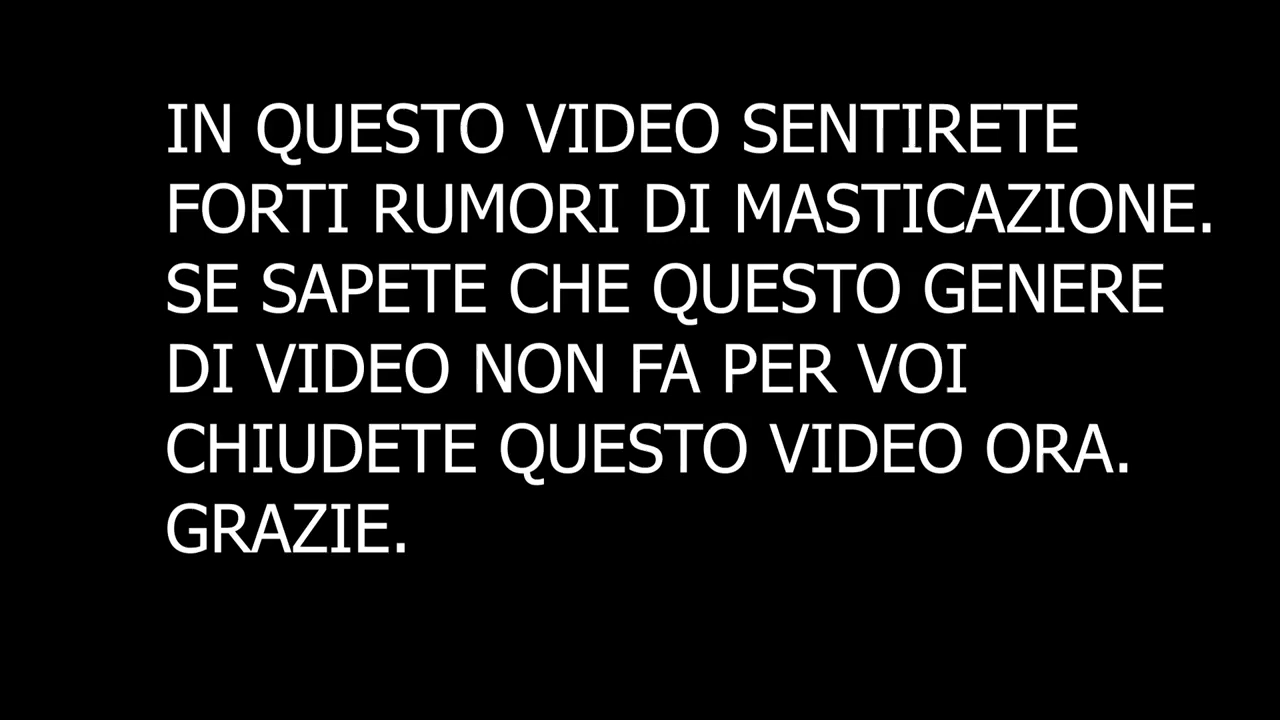 IN QUESTO VIDEO SENTIRETE
FORTI RUMORI DI MASTICAZIONE.
SE SAPETE CHE QUESTO GENERE
DI VIDEO NON FA PER VOI
CHIUDETE QUESTO VIDEO ORA.
GRAZIE.